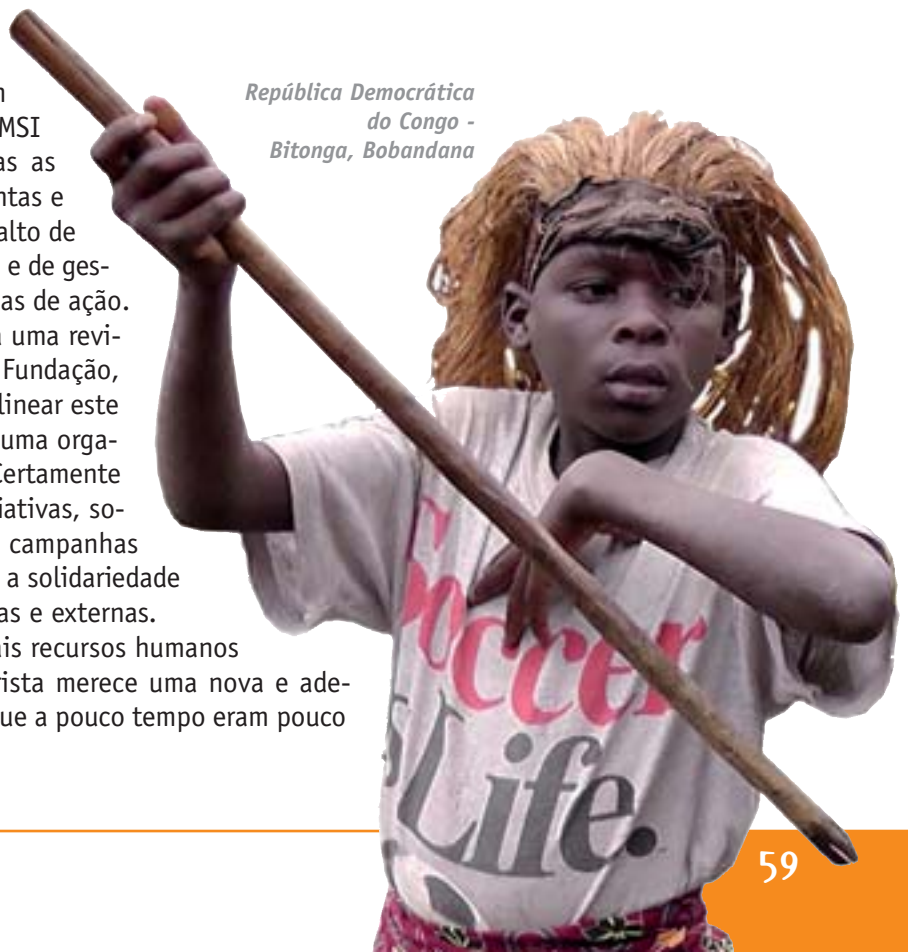 República Democrática
do Congo -
Bitonga, Bobandana
MSI
as as
ntas e
alto de
e de ges-
as de ação.
uma revi-
Fundação,
linear este
uma orga-
Certamente
iativas, so-
campanhas
a solidariedade
as e externas.
ais recursos humanos
rista merece uma nova e ade-
que a pouco tempo eram pouco
Soccer
is Life.
59